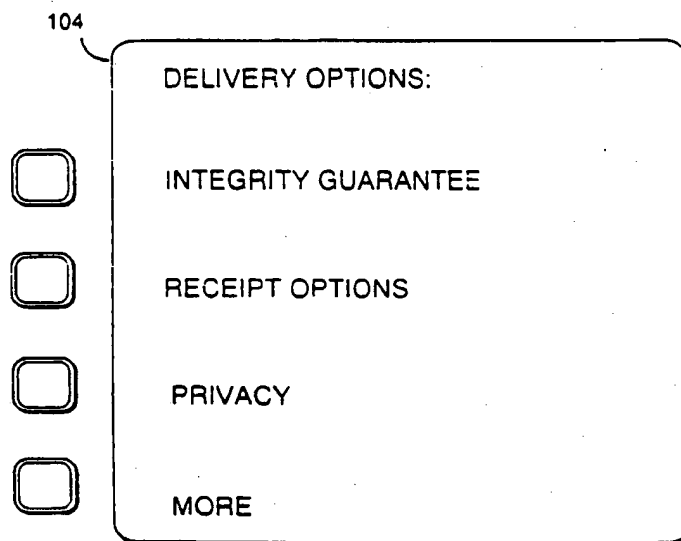 104
DELIVERY OPTIONS:
INTEGRITY GUARANTEE
RECEIPT OPTIONS
PRIVACY
MORE